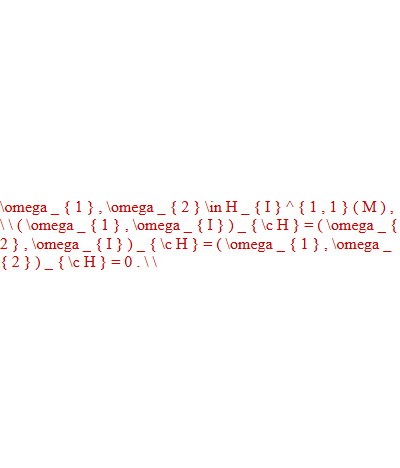 \omega _ { 1 } , \omega _ { 2 } \in H _ { I } ^ { 1 , 1 } ( M ) ,
\ \ ( \omega _ { 1 } , \omega _ { I } ) _ { \c H } = ( \omega _ {
2 } , \omega _ { I } ) _ { \c H } = ( \omega _ { 1 } , \omega _
{ 2 } ) _ { \c H } = 0 . \ \